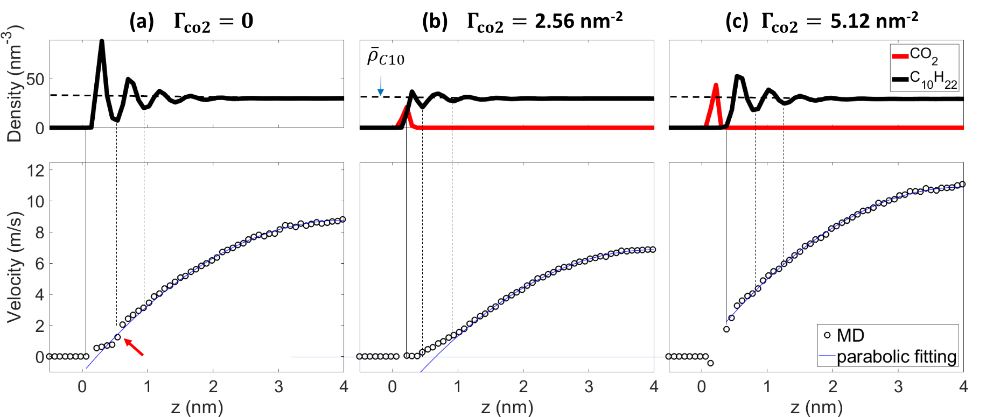 (a) Γco2 = 0
(b) Γco2 = 2.56 nm-2
(c) Γco2 = 5.12 nm-2
Density (nm-3)
50
0
ρ̄C10
CO2
C10H22
Velocity (m/s)
12
10
8
6
4
2
0
MD
parabolic fitting
0 1 2 3 4
0 1 2 3 4
0 1 2 3 4
z (nm)
z (nm)
z (nm)